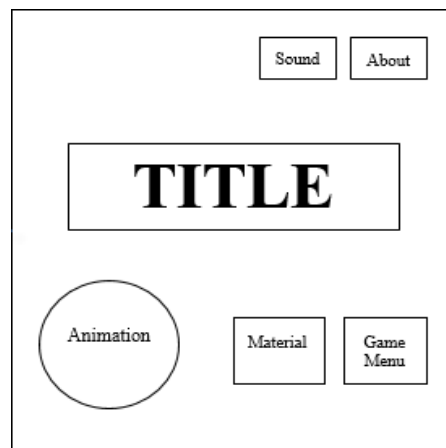 Sound About
TITLE
Animation
Material
Game
Menu